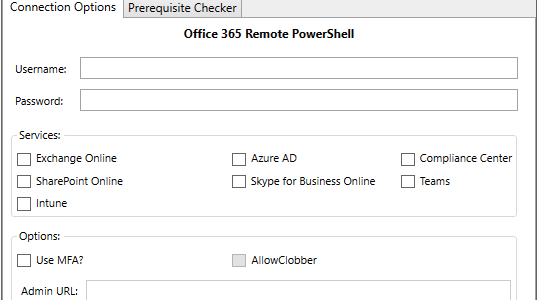 Connection Options Prerequisite Checker
Office 365 Remote PowerShell
Username:
Password:
Services:
Exchange Online Azure AD Compliance Center
SharePoint Online Skype for Business Online Teams
Intune
Options:
Use MFA? AllowClobber
Admin URL: